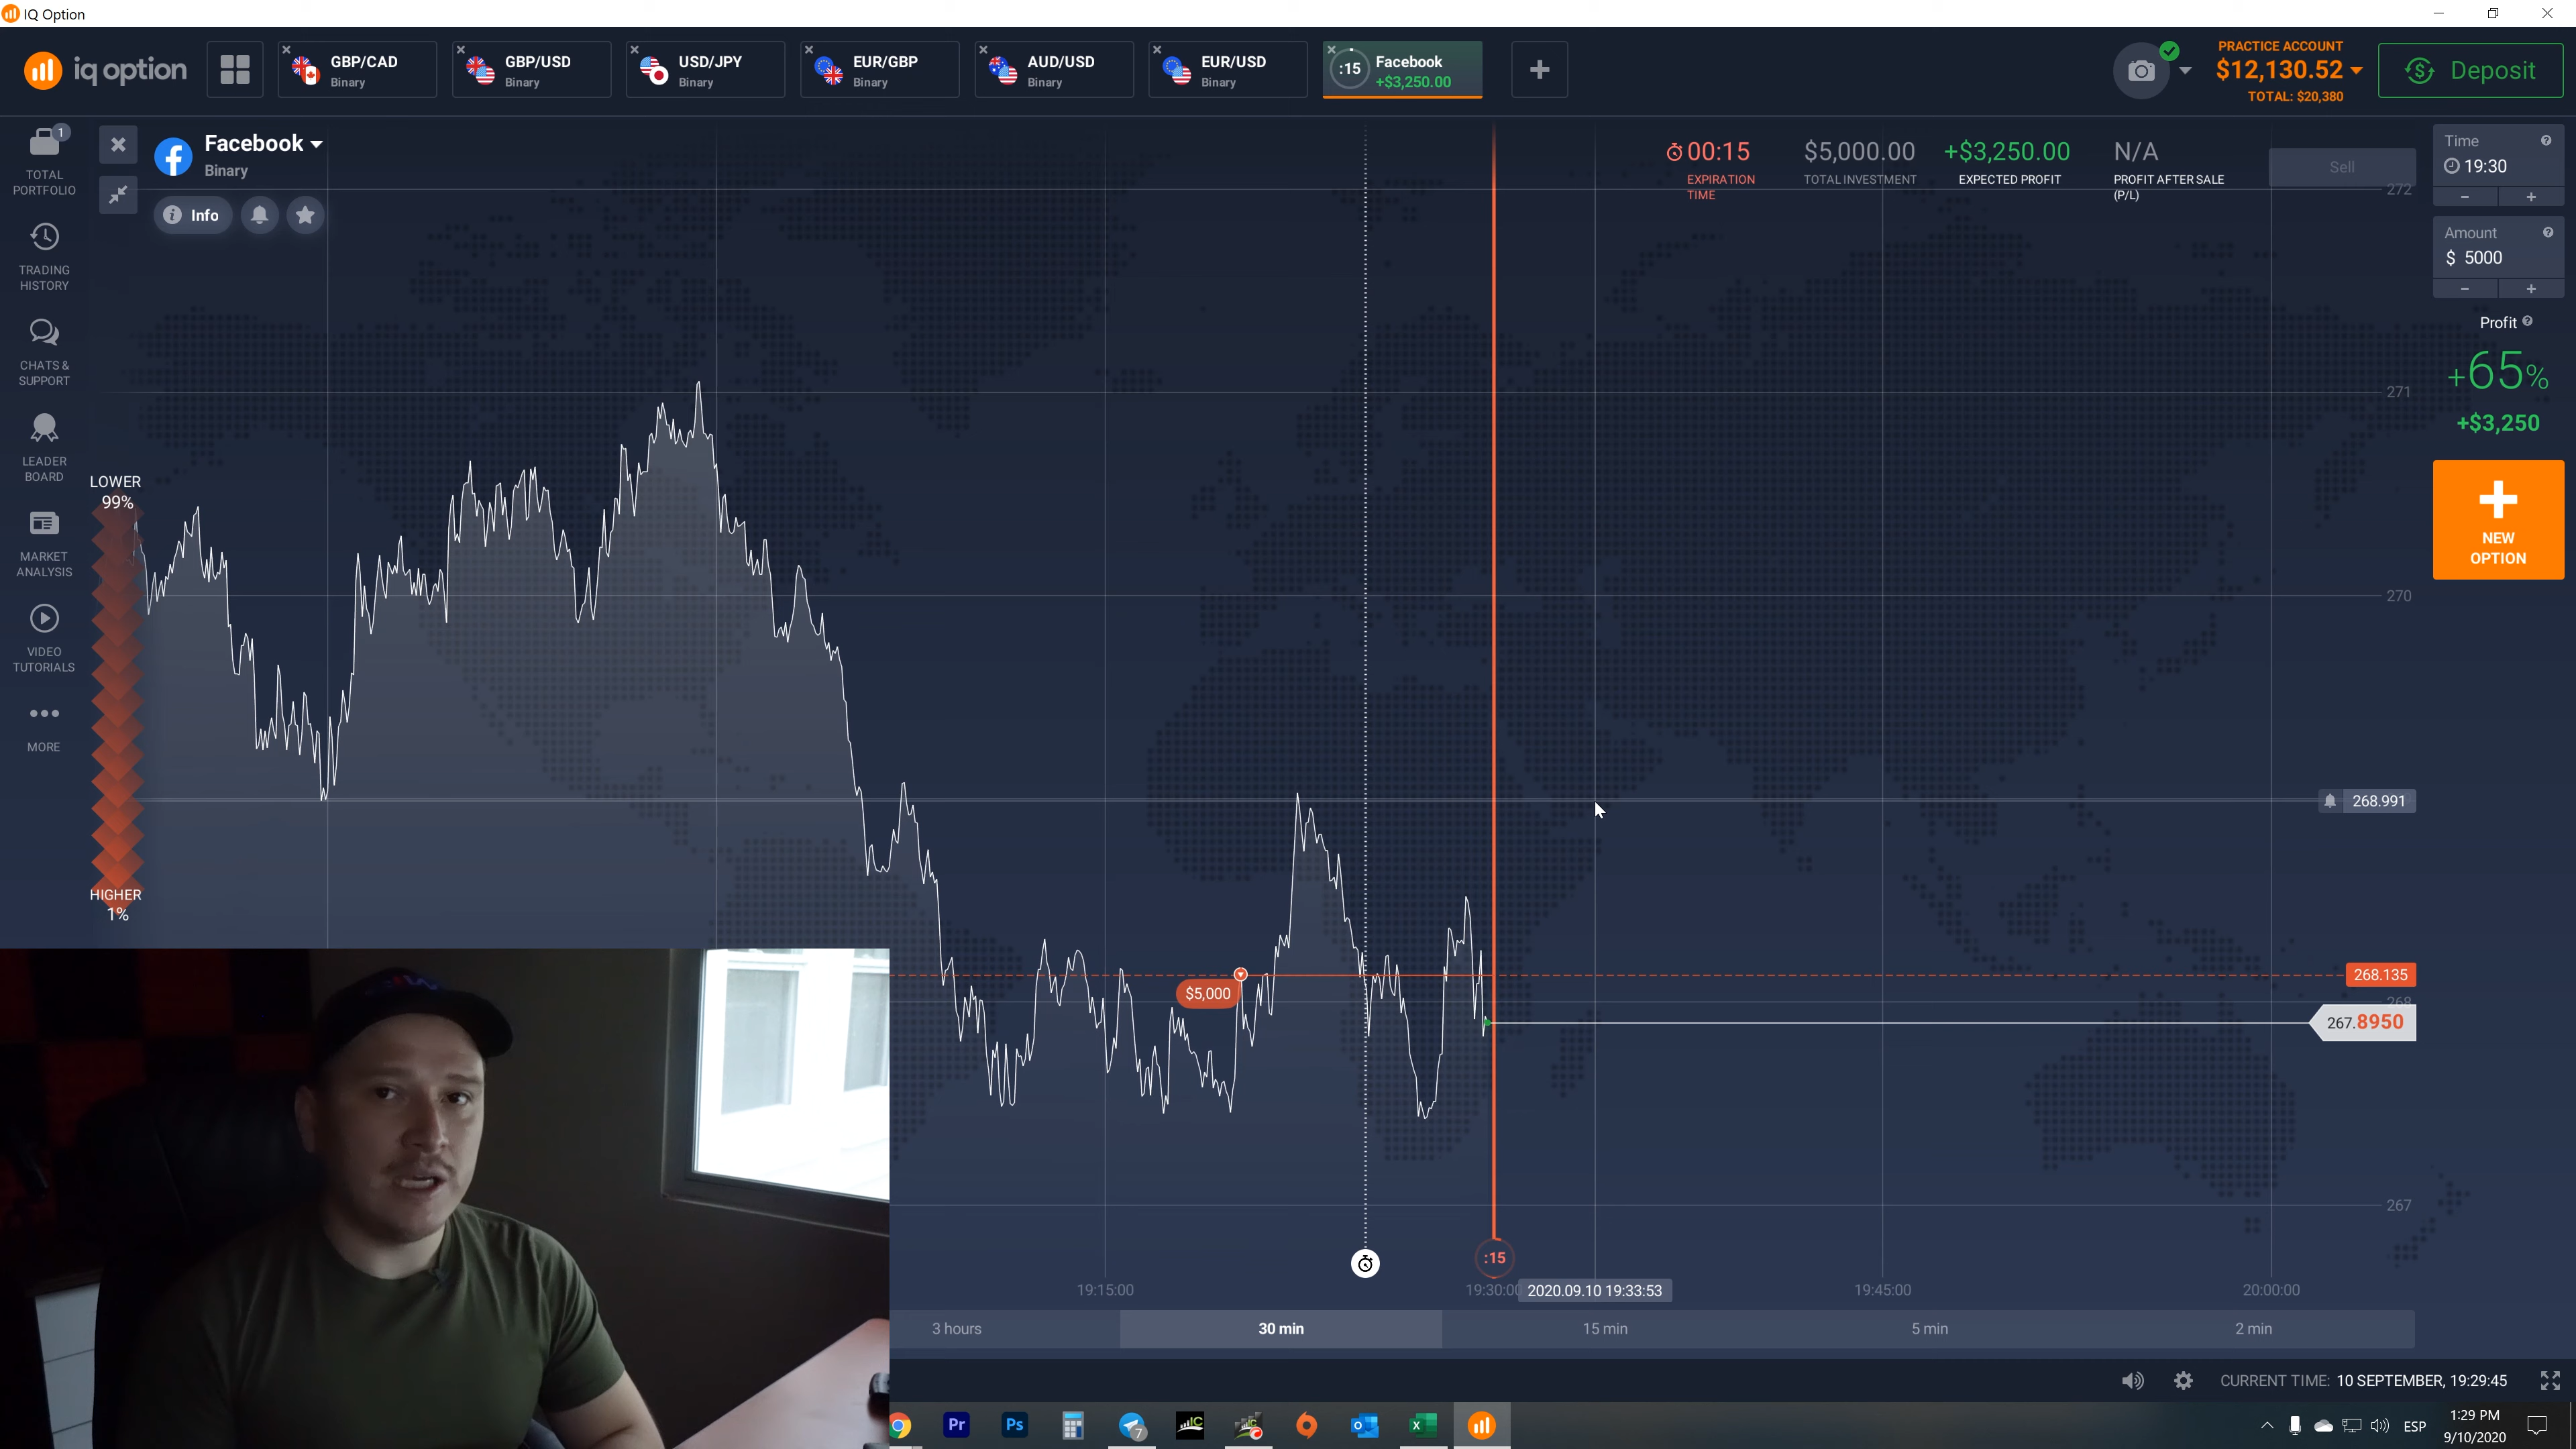 IQ Option
iq option
GBP/CAD
Binary
GBP/USD
Binary
USD/JPY
Binary
EUR/GBP
Binary
AUD/USD
Binary
EUR/USD
Binary
:15
Facebook
+$3,250.00
PRACTICE ACCOUNT
$12,130.52
TOTAL: $20,380
Deposit
1
TOTAL
PORTFOLIO
TRADING
HISTORY
CHATS &
SUPPORT
LEADER
BOARD
MARKET
ANALYSIS
VIDEO
TUTORIALS
MORE
Facebook
Binary
Info
LOWER
99%
HIGHER
1%
00:15
EXPIRATION
TIME
$5,000.00
TOTAL INVESTMENT
+$3,250.00
EXPECTED PROFIT
N/A
PROFIT AFTER SALE
(P/L)
Sell
Time
19:30
Amount
$ 5000
Profit
+65%
+$3,250
NEW
OPTION
272
271
270
268.991
268.135
268
267.8950
267
$5,000
:15
19:15:00
19:30:00
2020.09.10 19:33:53
19:45:00
20:00:00
3 hours
30 min
15 min
5 min
2 min
CURRENT TIME: 10 SEPTEMBER, 19:29:45
Pr
Ps
7
IC
ESP
1:29 PM
9/10/2020